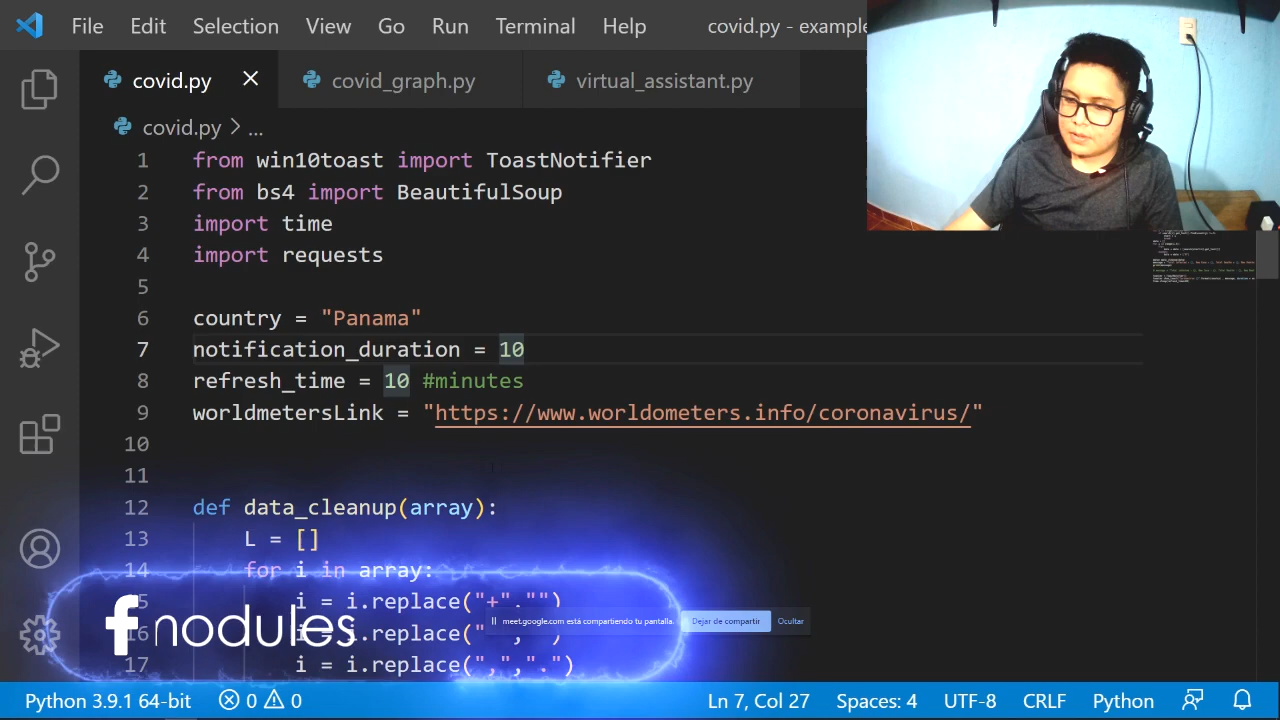 File Edit Selection View Go Run Terminal Help covid.py - example
covid.py covid_graph.py virtual_assistant.py
covid.py > ...
1 from win10toast import ToastNotifier
2 from bs4 import BeautifulSoup
3 import time
4 import requests
5
6 country = "Panama"
7 notification_duration = 10
8 refresh_time = 10 #minutes
9 worldmetersLink = "https://www.worldometers.info/coronavirus/"
10
11
12 def data_cleanup(array):
13 L = []
14 for i in array:
15 i = i.replace("+","")
16 i = i.replace("
17 i = i.replace(",",".")
f nodules
meet.google.com está compartiendo tu pantalla. Dejar de compartir Ocultar
Python 3.9.1 64-bit 0 0 Ln 7, Col 27 Spaces: 4 UTF-8 CRLF Python